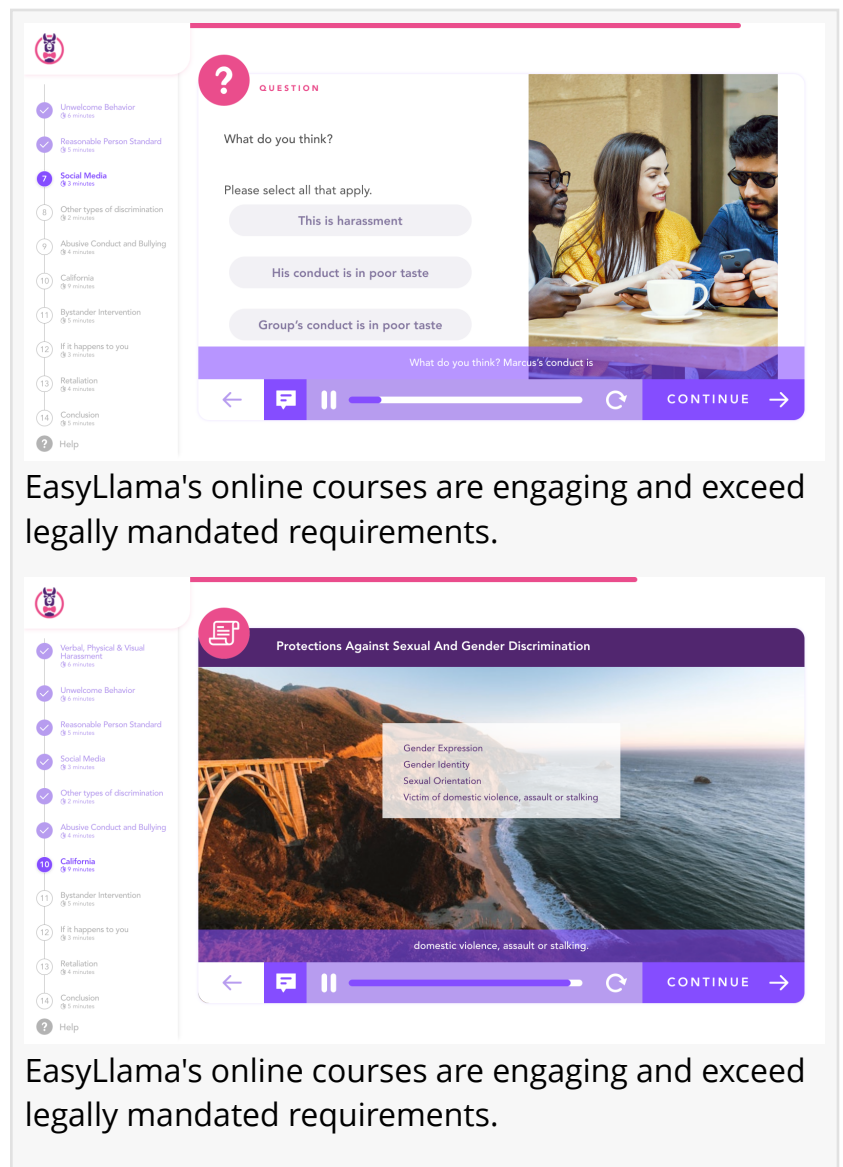 ?
QUESTION
Unwelcome Behavior
6 minutes
Reasonable Person Standard
5 minutes
7
Social Media
3 minutes
8
Other types of discrimination
2 minutes
9
Abusive Conduct and Bullying
4 minutes
10
California
9 minutes
11
Bystander Intervention
5 minutes
12
If it happens to you
3 minutes
13
Retaliation
4 minutes
14
Conclusion
5 minutes
?
Help
What do you think?
Please select all that apply.
This is harassment
His conduct is in poor taste
Group's conduct is in poor taste
What do you think? Marcus's conduct is
CONTINUE
EasyLlama's online courses are engaging and exceed
legally mandated requirements.
Verbal, Physical & Visual
Harassment
6 minutes
Unwelcome Behavior
6 minutes
Reasonable Person Standard
5 minutes
Social Media
3 minutes
Other types of discrimination
2 minutes
Abusive Conduct and Bullying
4 minutes
10
California
9 minutes
11
Bystander Intervention
5 minutes
12
If it happens to you
3 minutes
13
Retaliation
4 minutes
14
Conclusion
5 minutes
?
Help
Protections Against Sexual And Gender Discrimination
Gender Expression
Gender Identity
Sexual Orientation
Victim of domestic violence, assault or stalking
domestic violence, assault or stalking.
CONTINUE
EasyLlama's online courses are engaging and exceed
legally mandated requirements.